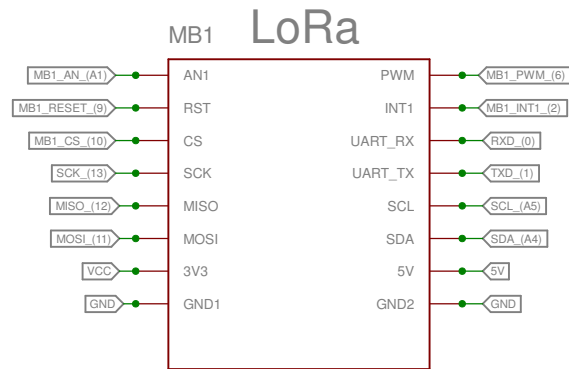 MB1 LoRa
MB1_AN_(A1) AN1 PWM MB1_PWM_(6)
MB1_RESET_(9) RST INT1 MB1_INT1_(2)
MB1_CS_(10) CS UART_RX RXD_(0)
SCK_(13) SCK UART_TX TXD_(1)
MISO_(12) MISO SCL SCL_(A5)
MOSI_(11) MOSI SDA SDA_(A4)
VCC 3V3 5V 5V
GND GND1 GND2 GND